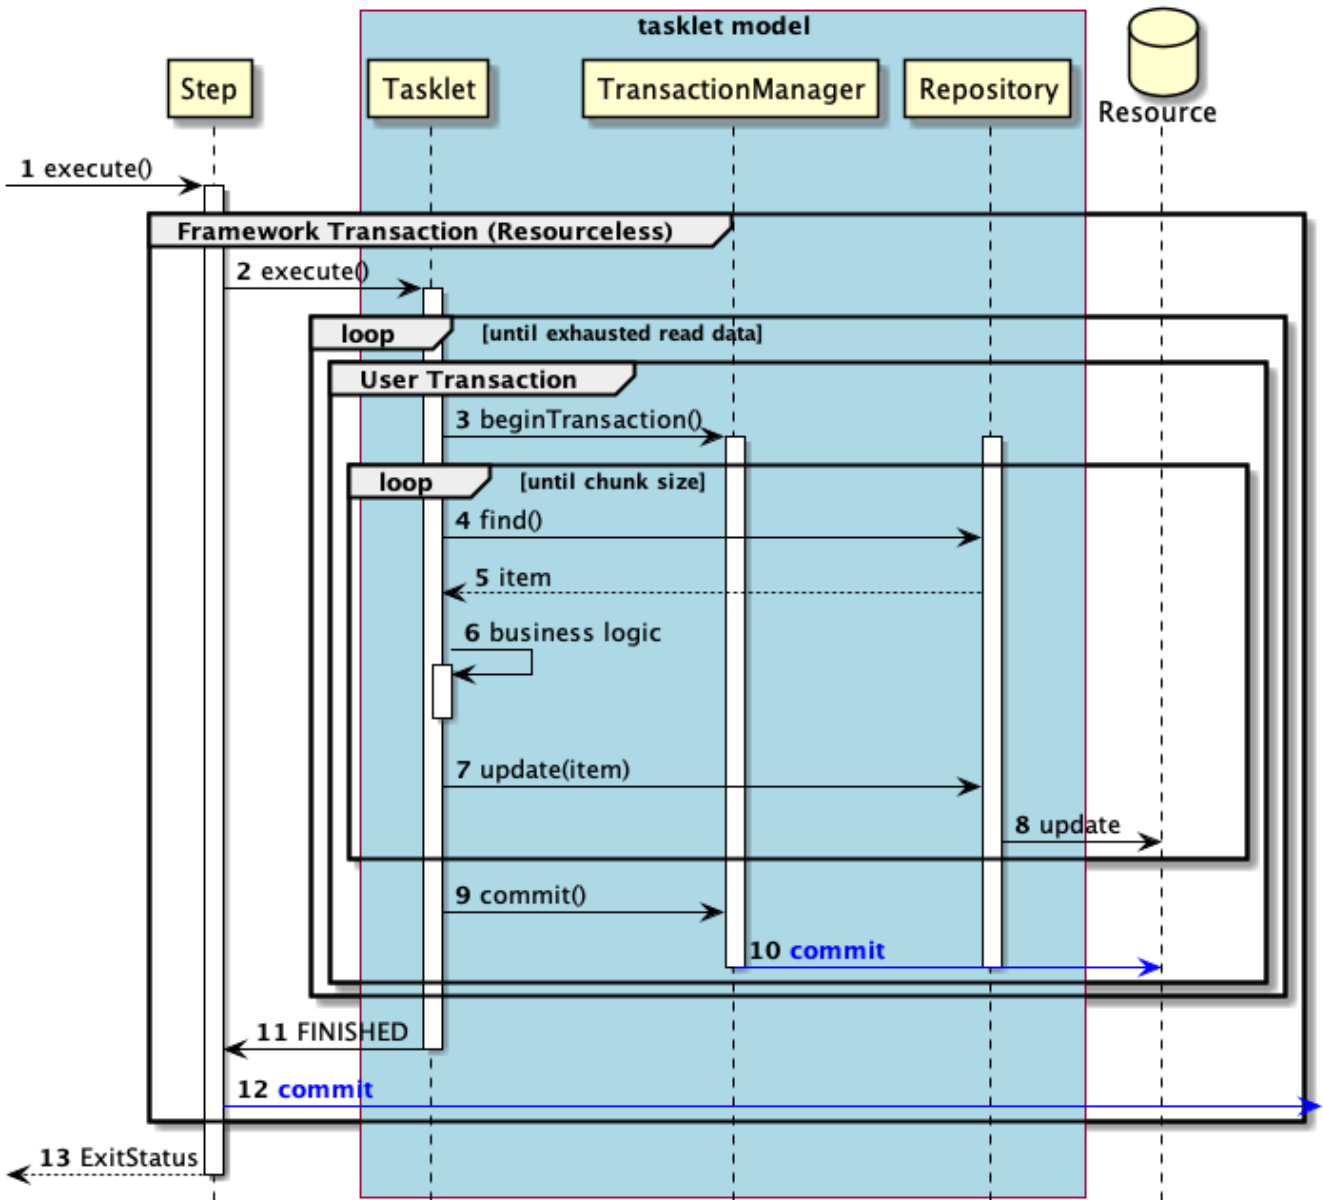 tasklet model
Step
Tasklet
TransactionManager
Repository
Resource
1 execute()
Framework Transaction (Resourceless)
2 execute()
loop [until exhausted read data]
User Transaction
3 beginTransaction()
loop [until chunk size]
4 find()
5 item
6 business logic
7 update(item)
8 update
9 commit()
10 commit
11 FINISHED
12 commit
13 ExitStatus